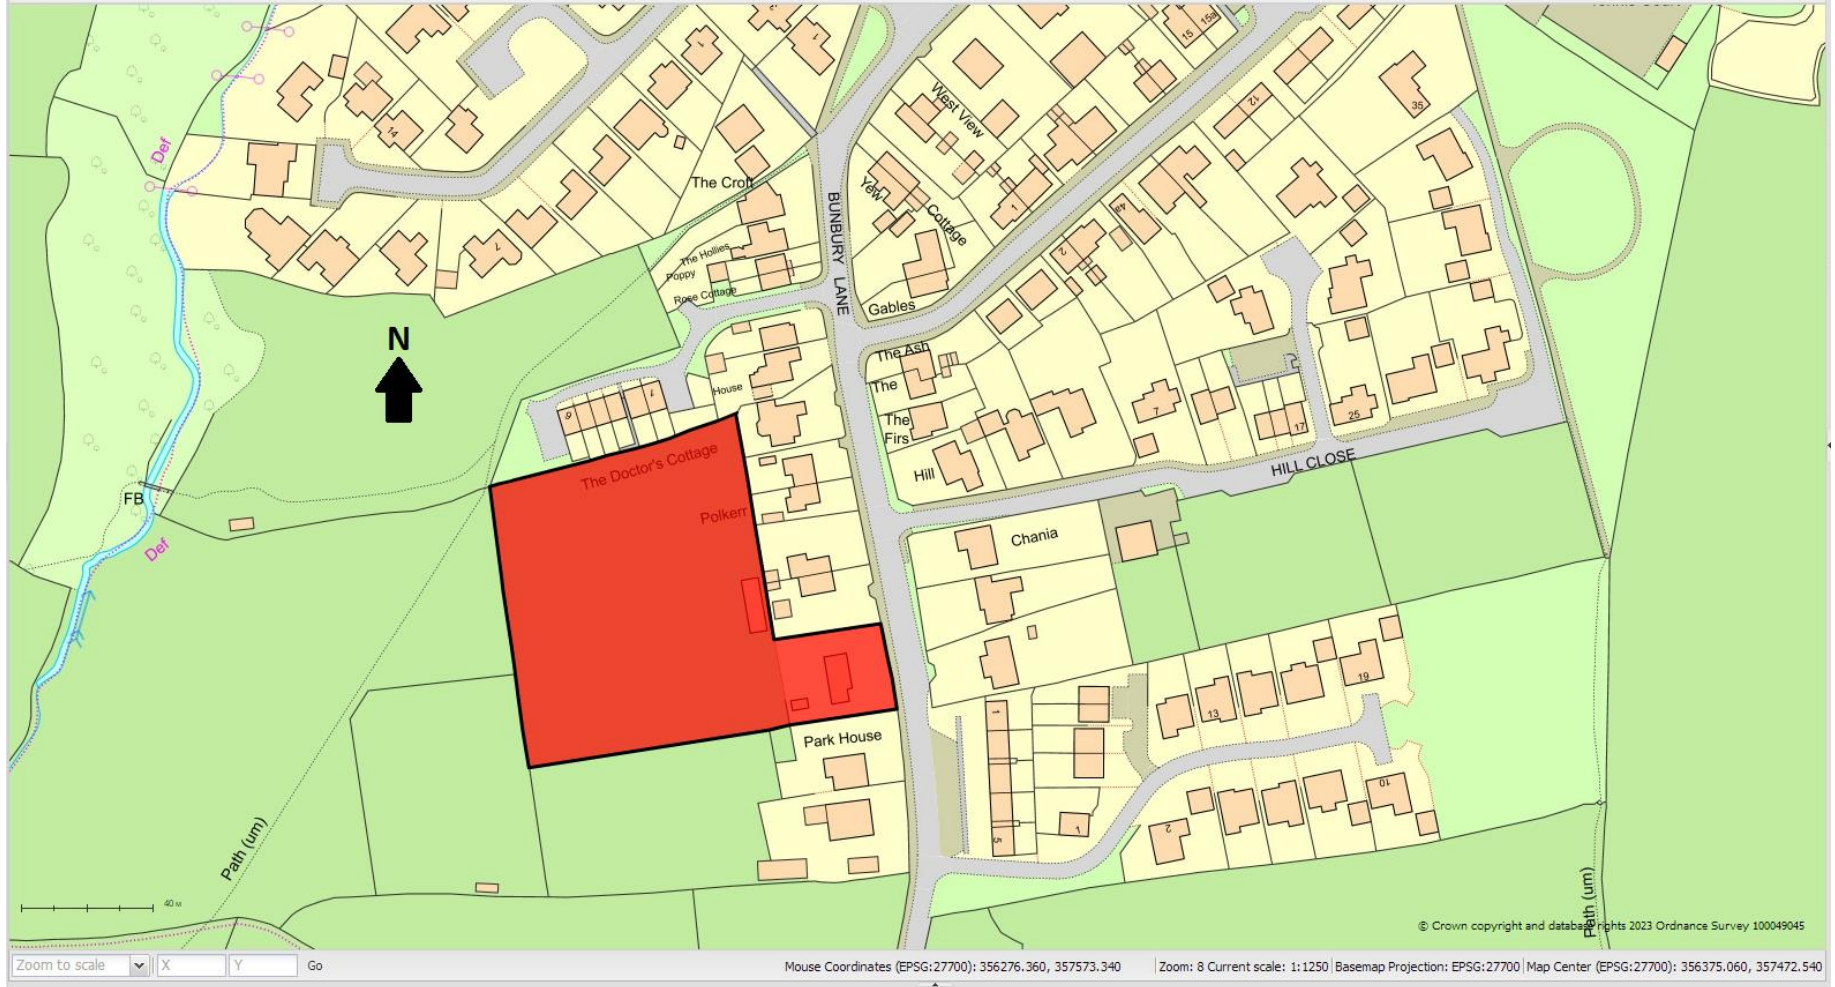 15a
15
1
1
West View
12
35
14
Def
The Croft
Yew
Cottage
1
4a
BUNBURY LANE
7
2
The Hollies
Poppy
Rose Cottage
Gables
N
The Ash
The
House
1
6
7
25
The
Firs
17
The Doctor's Cottage
Hill
HILL CLOSE
FB
Polkerr
Chania
Def
19
13
1
Park House
10
1
2
5
Path (um)
Path (um)
40 M
© Crown copyright and database rights 2023 Ordnance Survey 100049045
Zoom to scale
X
Y
Go
Mouse Coordinates (EPSG:27700): 356276.360, 357573.340
Zoom: 8 Current scale: 1:1250
Basemap Projection: EPSG:27700
Map Center (EPSG:27700): 356375.060, 357472.540